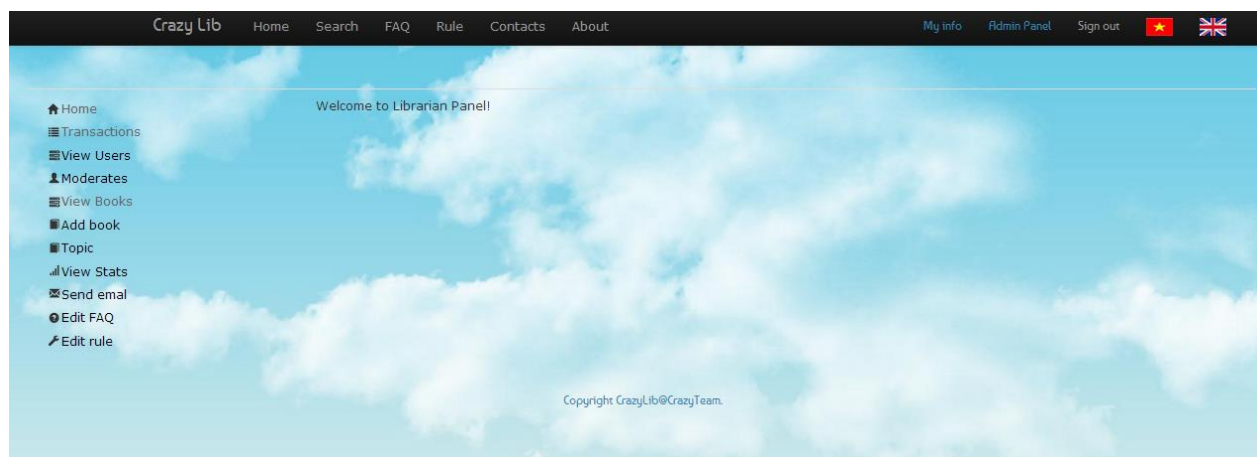 Crazy Lib Home Search FAQ Rule Contacts About My info Admin Panel Sign out
Home
Welcome to Librarian Panel!
Transactions
View Users
Moderates
View Books
Add book
Topic
View Stats
Send emal
Edit FAQ
Edit rule
Copyright CrazyLib@CrazyTeam.